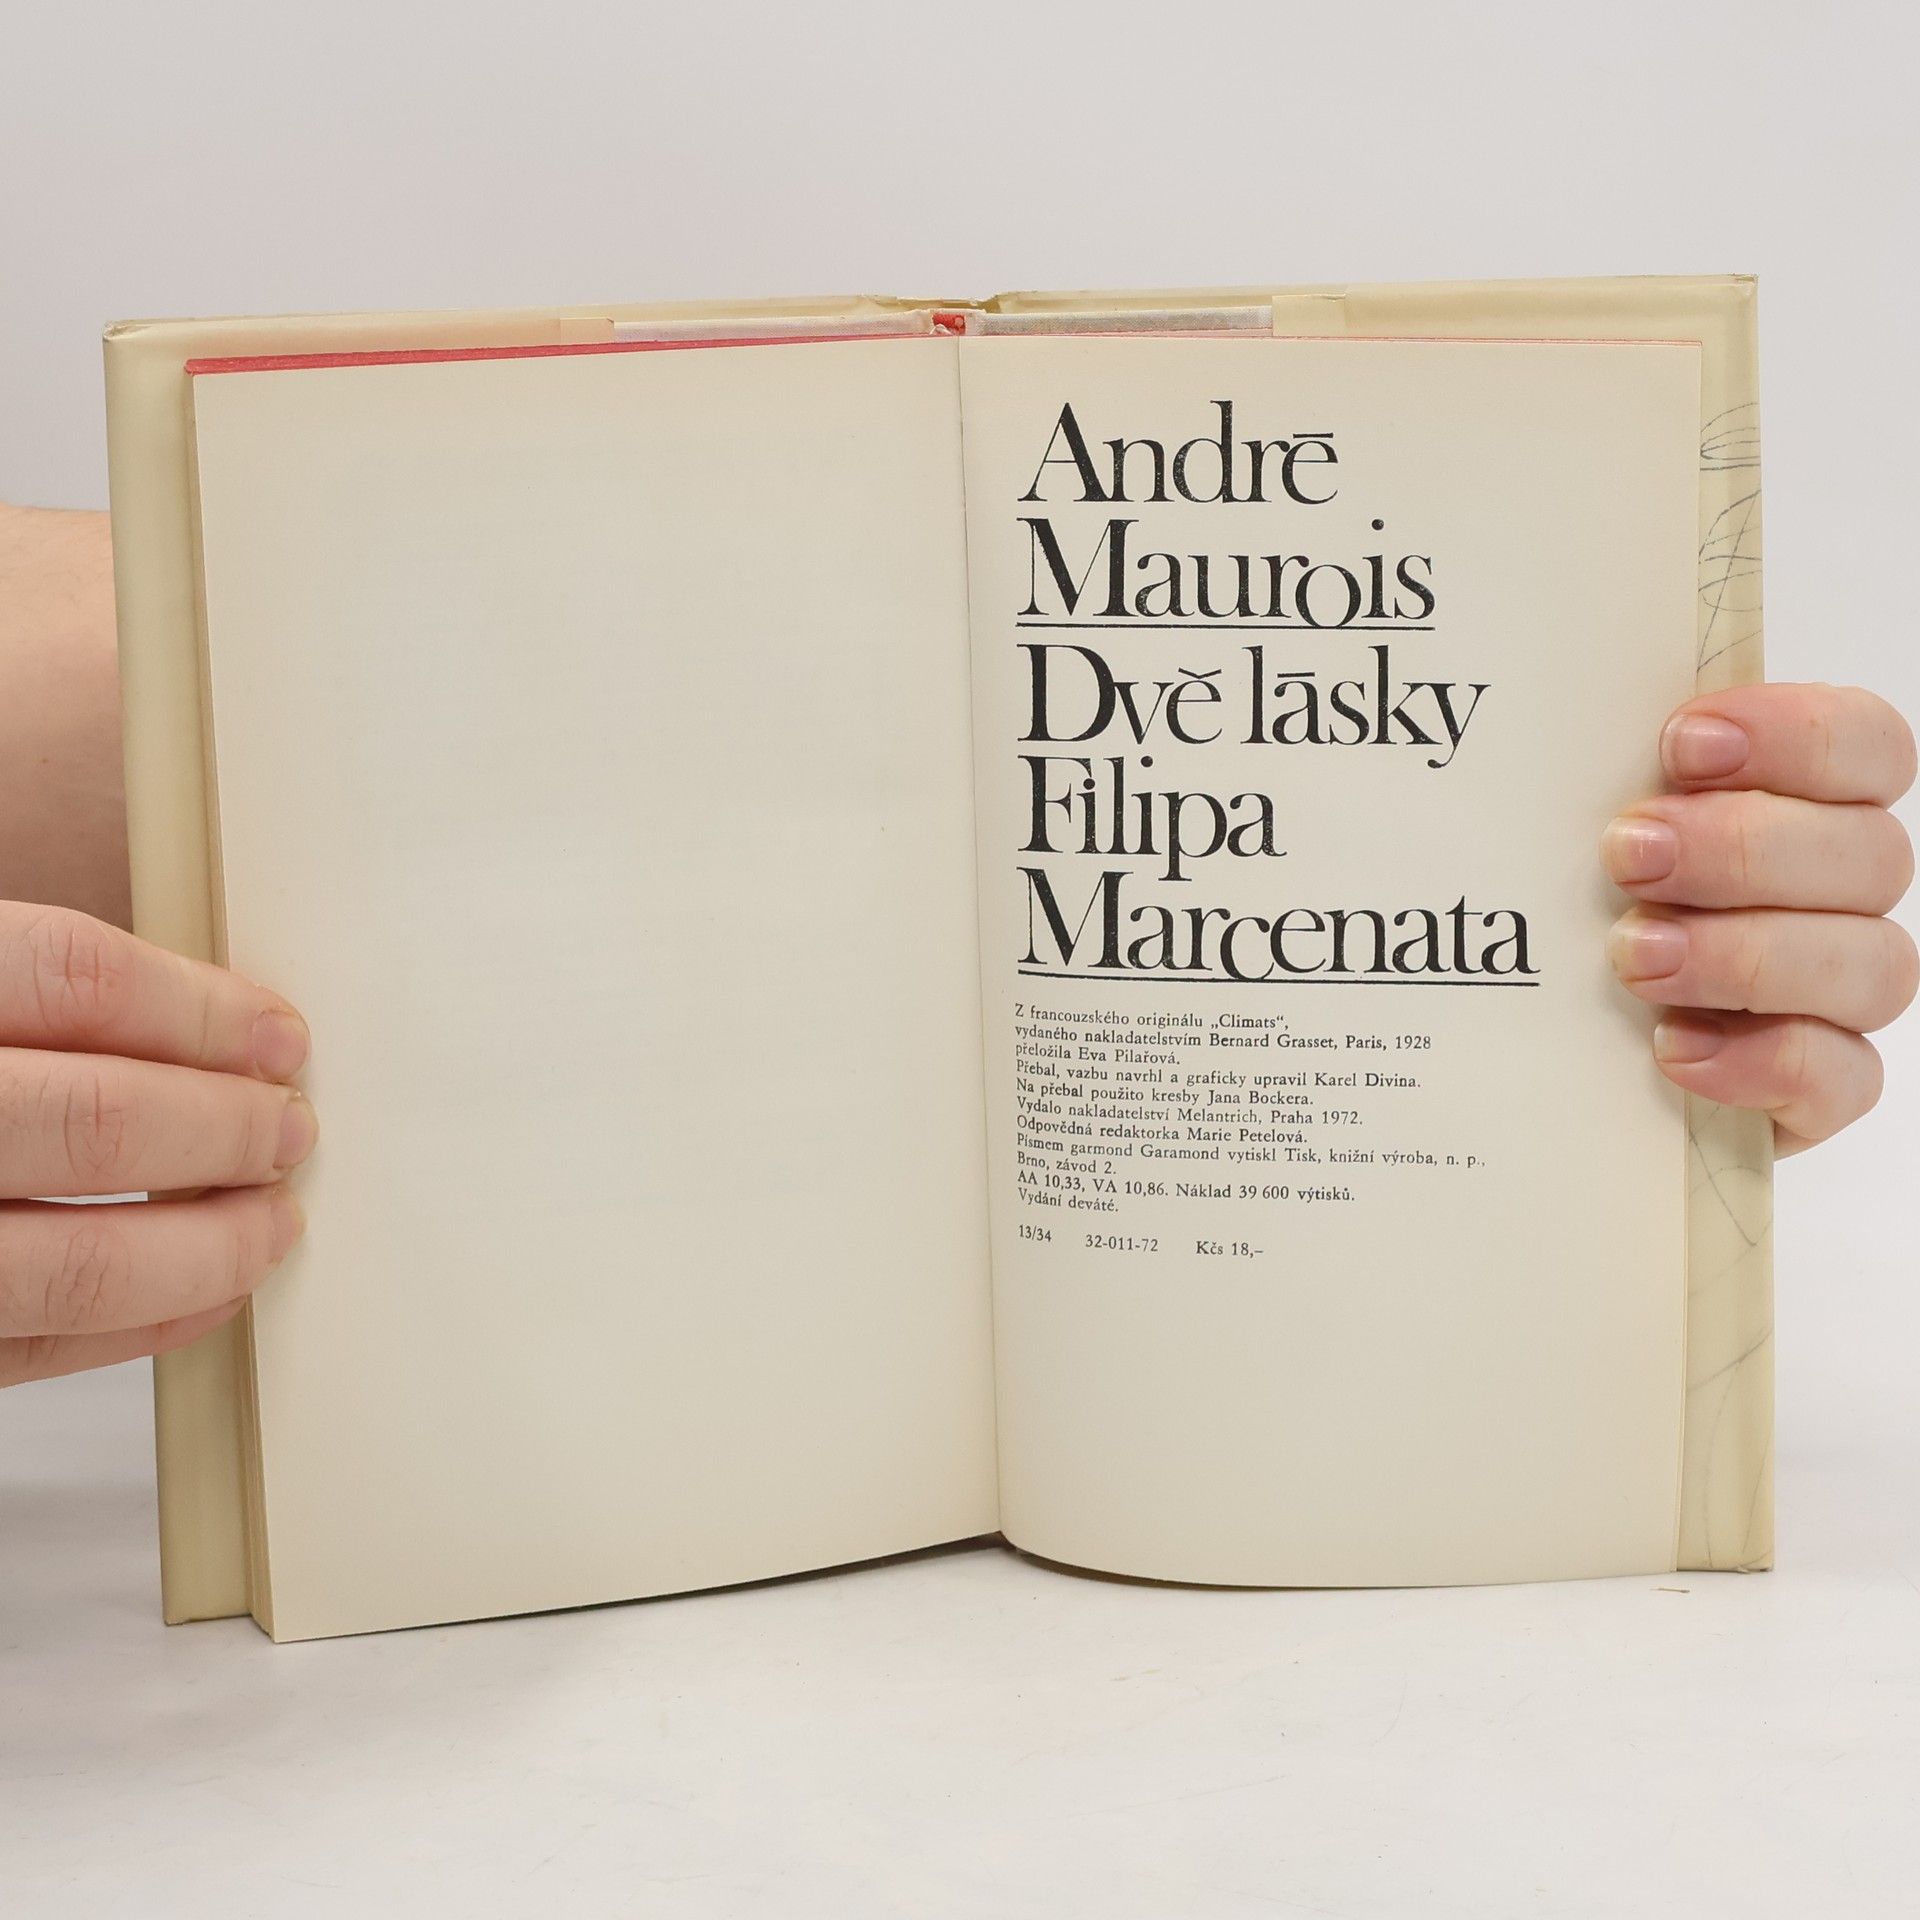 André
Maurois
Dvě lásky
Filipa
Marcenata
Z francouzského originálu „Climats“,
vydaného nakladatelstvím Bernard Grasset, Paris, 1928
přeložila Eva Pilařová.
Přebal, vazbu navrhl a graficky upravil Karel Divina.
Na přebal použito kresby Jana Bockera.
Vydalo nakladatelství Melantrich, Praha 1972.
Odpovědná redaktorka Marie Petelová.
Písmem garmond Garamond vytiskl Tisk, knižní výroba, n. p.,
Brno, závod 2.
AA 10,33, VA 10,86. Náklad 39 600 výtisků.
Vydání deváté.
13/34 32-011-72 Kčs 18,–